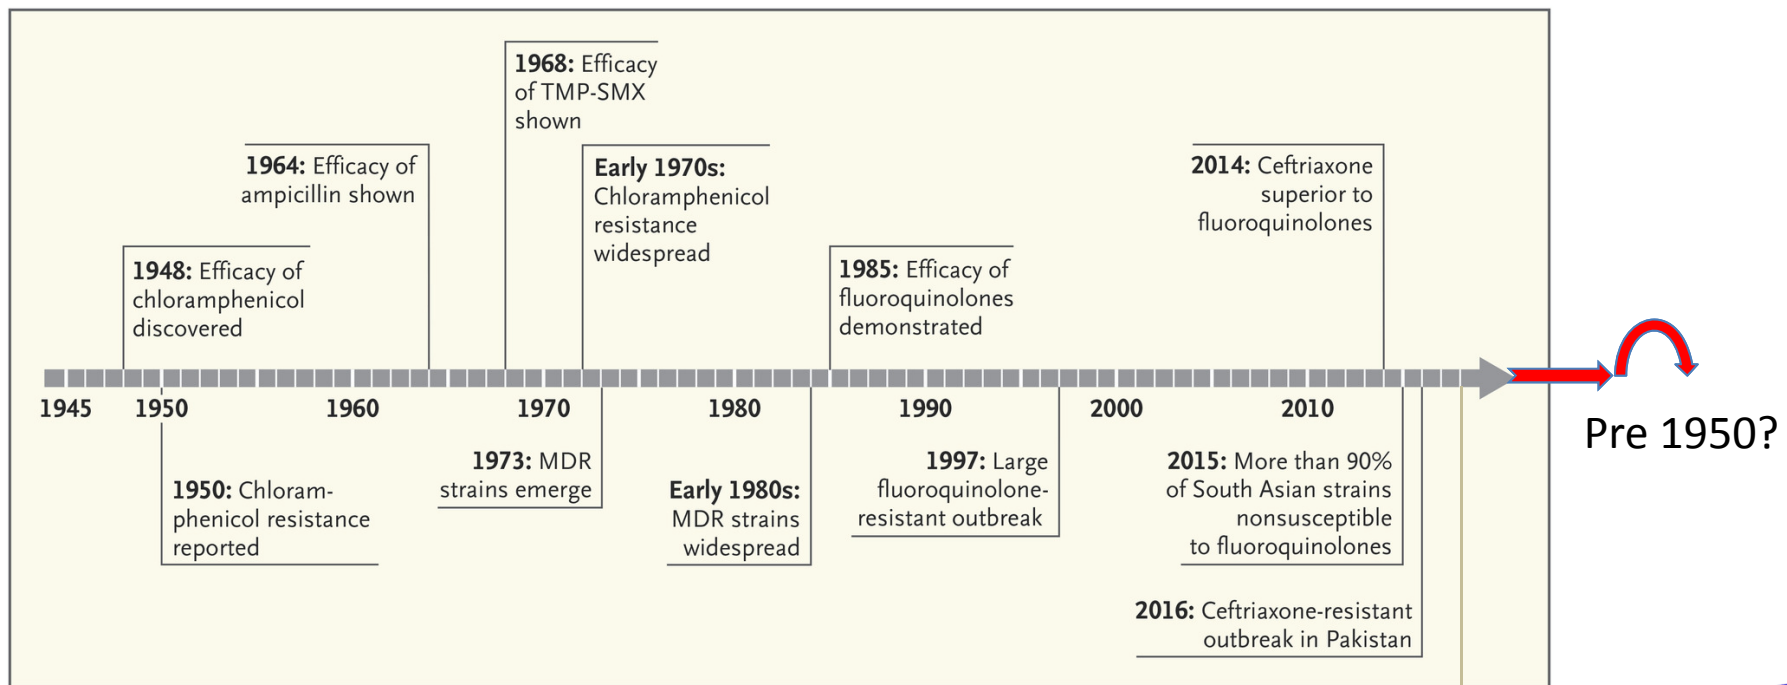 1968: Efficacy
of TMP-SMX
shown
1964: Efficacy of
ampicillin shown
Early 1970s:
Chloramphenicol
resistance
widespread
2014: Ceftriaxone
superior to
fluoroquinolones
1948: Efficacy of
chloramphenicol
discovered
1985: Efficacy of
fluoroquinolones
demonstrated
1945 1950 1960 1970 1980 1990 2000 2010
Pre 1950?
1950: Chloram-
phenicol resistance
reported
1973: MDR
strains emerge
Early 1980s:
MDR strains
widespread
1997: Large
fluoroquinolone-
resistant outbreak
2015: More than 90%
of South Asian strains
nonsusceptible
to fluoroquinolones
2016: Ceftriaxone-resistant
outbreak in Pakistan